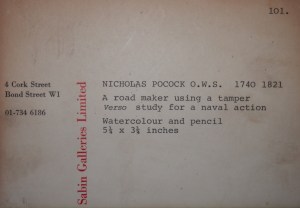 101.
4 Cork Street
Bond Street W1
01-734 6186
Sabin Galleries Limited
NICHOLAS POCOCK O.W.S. 1740 1821
A road maker using a tamper
Verso study for a naval action
Watercolour and pencil
5¼ x 3¾ inches